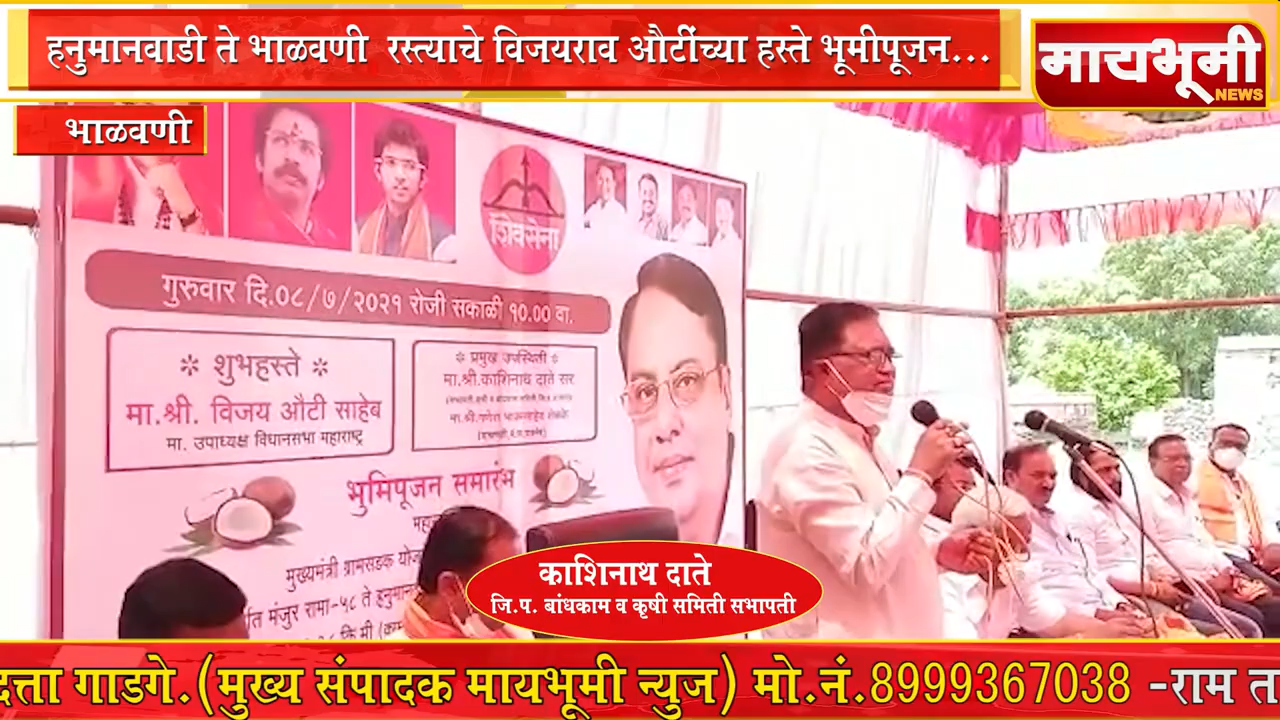 हनुमानवाडी ते भाळवणी रस्त्याचे विजयराव औटींच्या हस्ते भूमीपूजन...
मायभूमी
NEWS
भाळवणी
शिवसेना
गुरुवार दि.०८/७/२०२१ रोजी सकाळी १०.०० वा.
शुभहस्ते
मा.श्री. विजय औटी साहेब
मा. उपाध्यक्ष विधानसभा महाराष्ट्र
प्रमुख उपस्थिती
मा.श्री.काशिनाथ दाते सर
मा.श्री.गणेश
भुमिपूजन समारंभ
मुख्यमंत्री ग्रामसडक
मंजुर रामा-५८ ते
कि मी
काशिनाथ दाते
जि.प. बांधकाम व कृषी समिती सभापती
दत्ता गाडगे.(मुख्य संपादक मायभूमी न्युज) मो.नं.8999367038 -राम